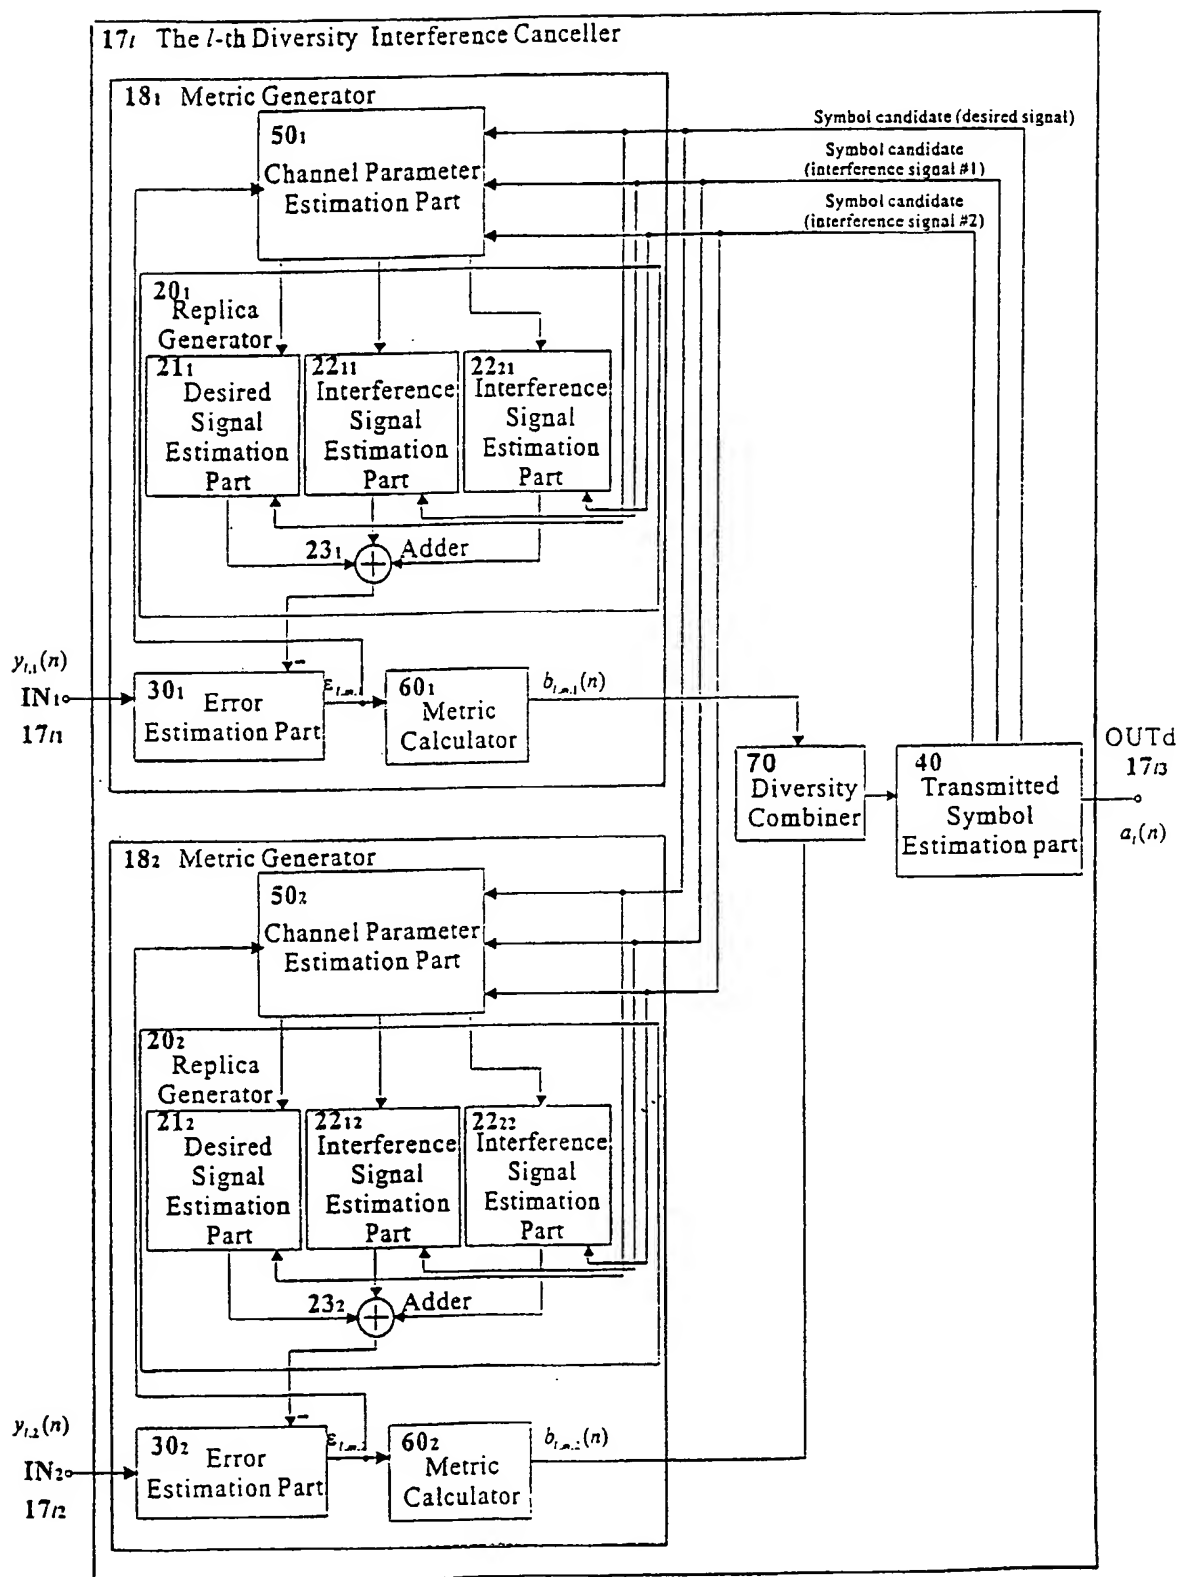 17l The l-th Diversity Interference Canceller
18₁ Metric Generator
50₁
Channel Parameter
Estimation Part
Symbol candidate (desired signal)
Symbol candidate
(interference signal #1)
Symbol candidate
(interference signal #2)
20₁
Replica
Generator
21₁
Desired
Signal
Estimation
Part
22₁₁
Interference
Signal
Estimation
Part
22₂₁
Interference
Signal
Estimation
Part
23₁
Adder
y_{l,1}(n)
IN₁
17l1
–
30₁
Error
Estimation Part
ε_{l,m,1}
60₁
Metric
Calculator
b_{l,m,1}(n)
70
Diversity
Combiner
40
Transmitted
Symbol
Estimation part
OUTd
17l3
a_l(n)
18₂ Metric Generator
50₂
Channel Parameter
Estimation Part
20₂
Replica
Generator
21₂
Desired
Signal
Estimation
Part
22₁₂
Interference
Signal
Estimation
Part
22₂₂
Interference
Signal
Estimation
Part
23₂
Adder
y_{l,2}(n)
IN₂
17l2
–
30₂
Error
Estimation Part
ε_{l,m,2}
60₂
Metric
Calculator
b_{l,m,2}(n)